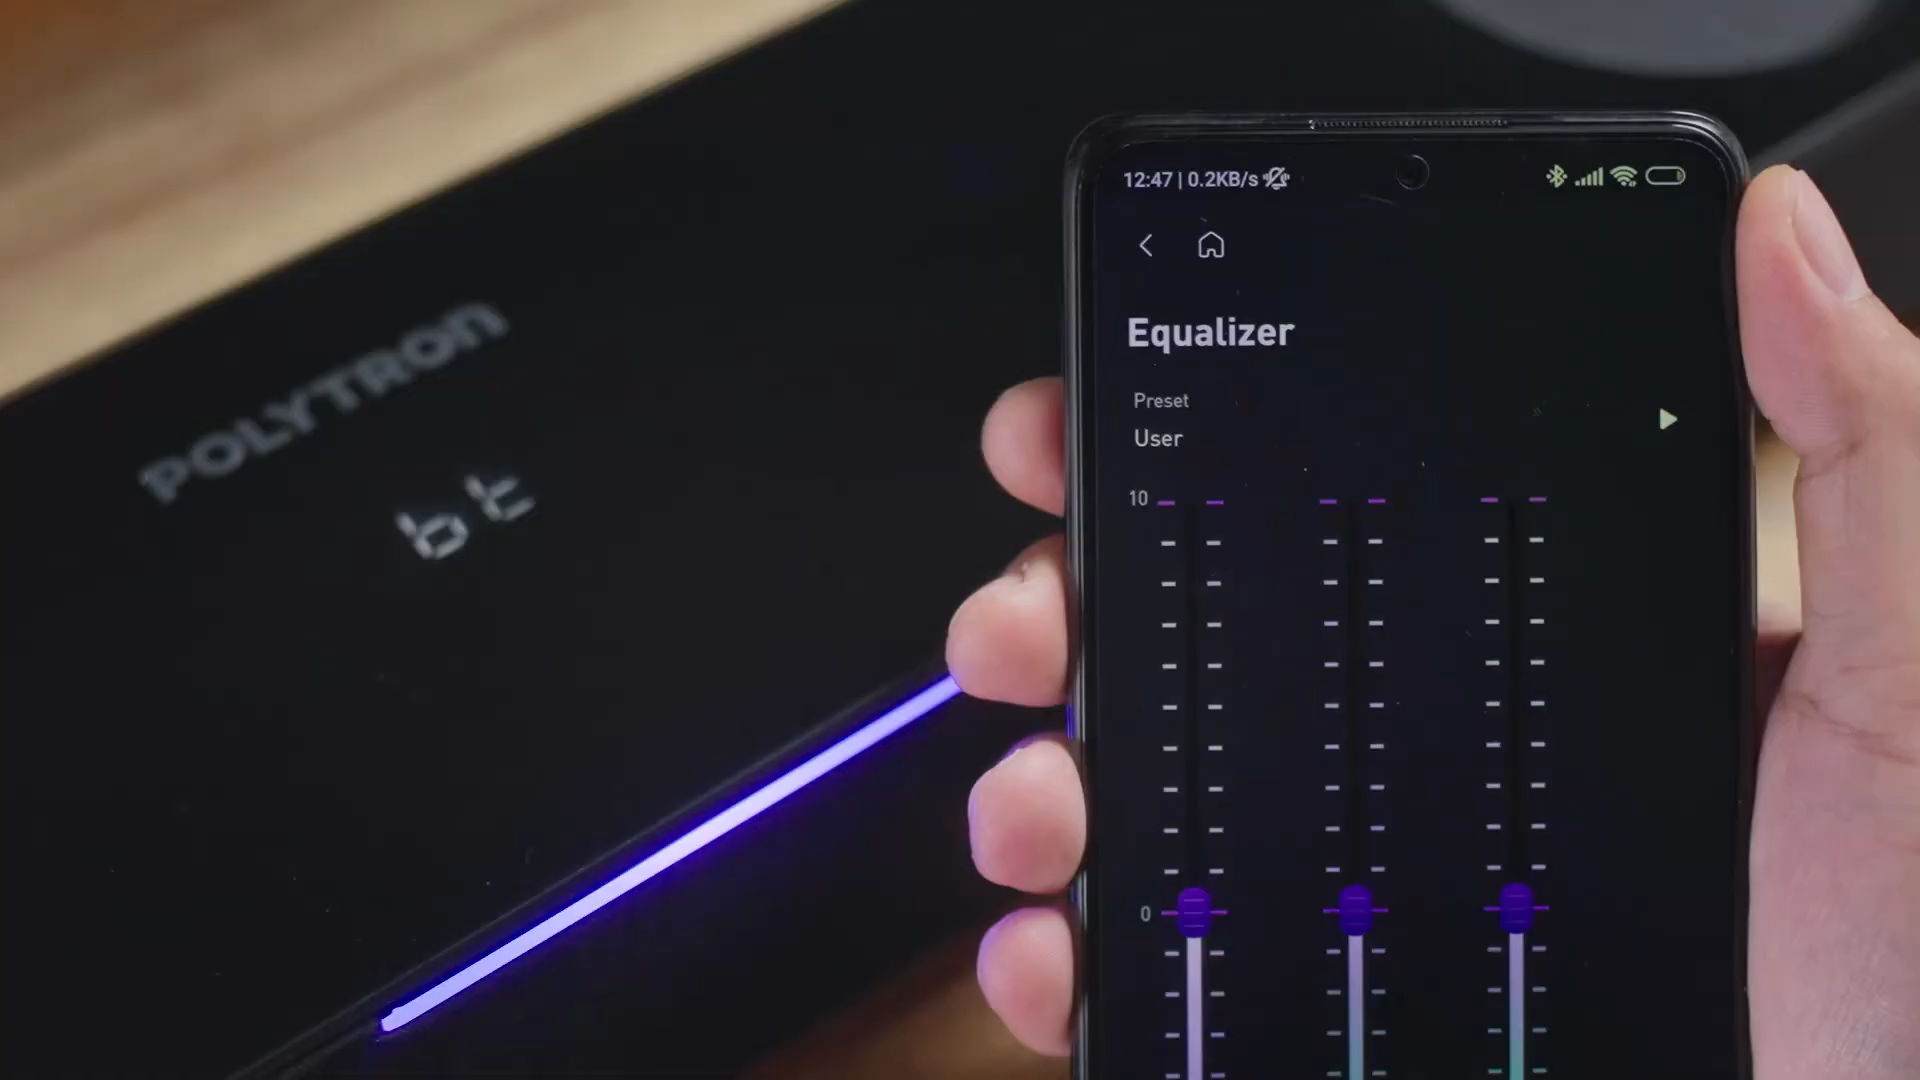 POLYTRON
bt
12:47 | 0.2KB/s
Equalizer
Preset
User
10
0